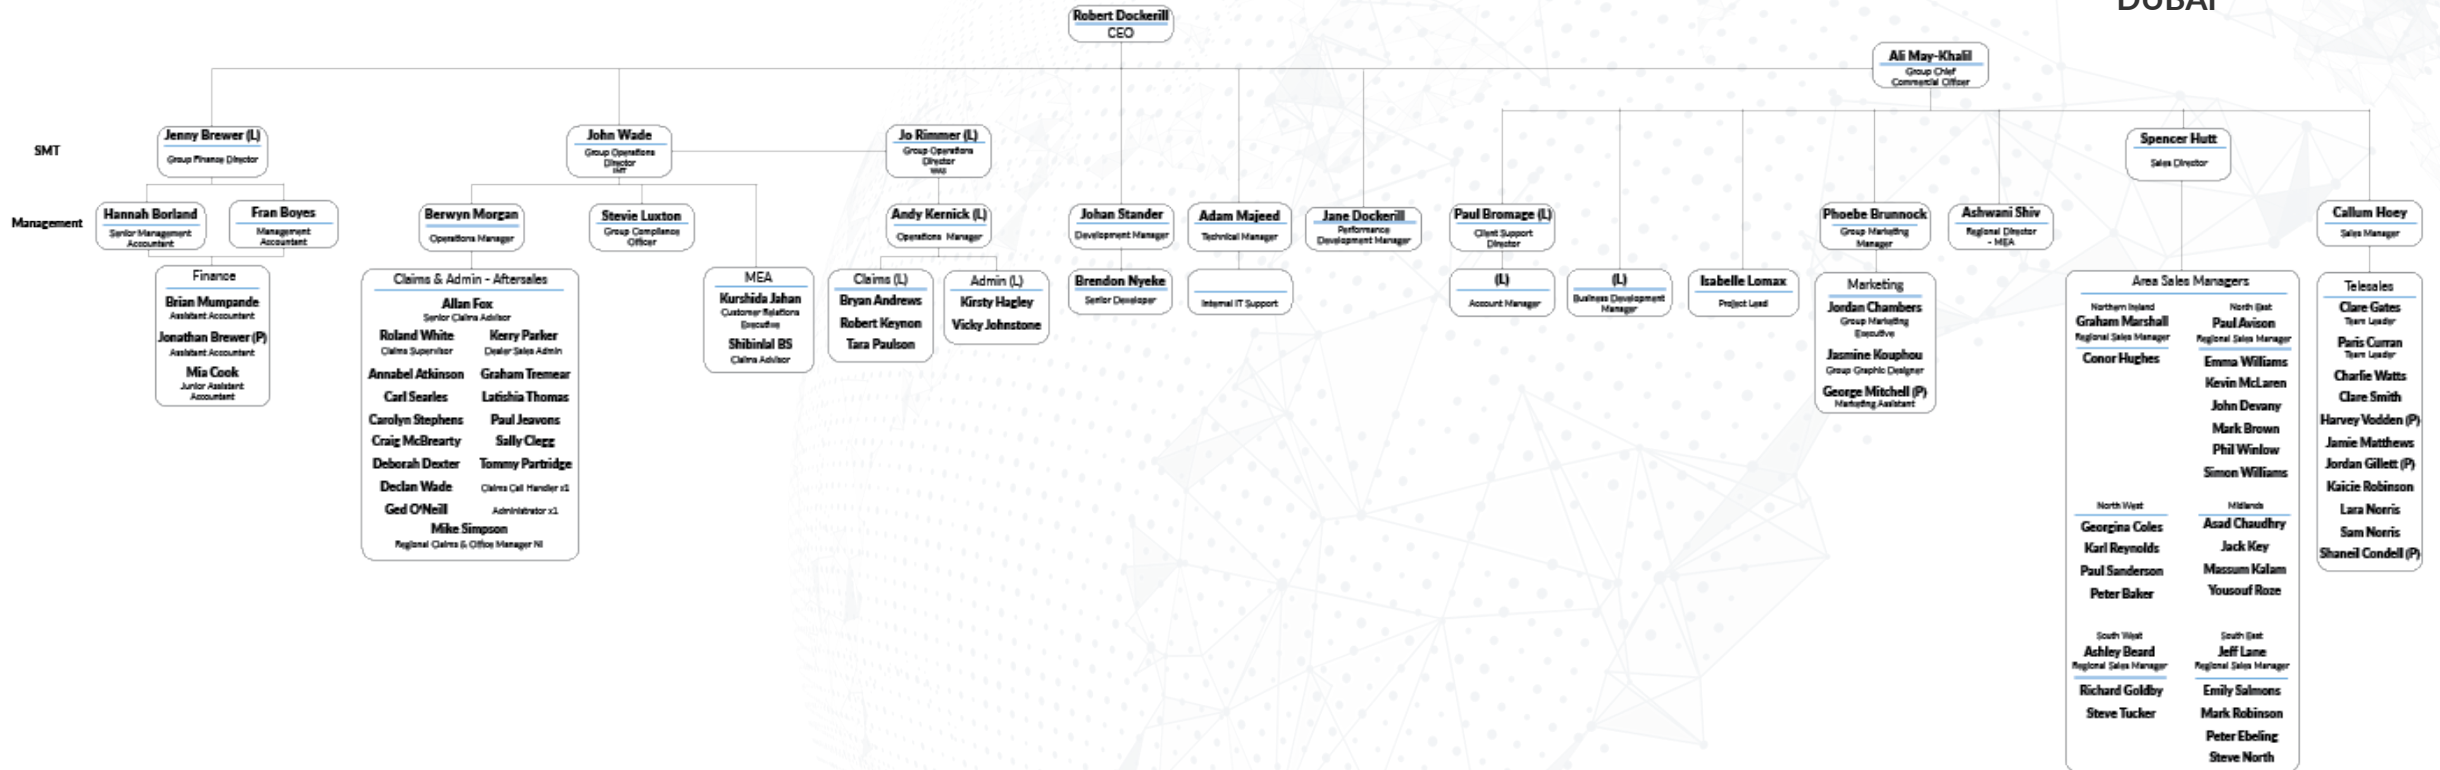 DUBAI
Robert Dockerill
CEO
Ali May-Khalil
Group Chief
Commercial Officer
SMT
Jenny Brewer (L)
Group Finance Director
John Wade
Group Operations
Director
IMT
Jo Rimmer (L)
Group Operations
Director
Spencer Hutt
Sales Director
Management
Hannah Borland
Senior Management
Accountant
Fran Boyes
Management
Accountant
Berwyn Morgan
Operations Manager
Stevie Luxton
Group Compliance
Officer
Andy Kernick (L)
Operations Manager
Johan Stander
Development Manager
Adam Majeed
Technical Manager
Jane Dockerill
Performance
Development Manager
Paul Bromage (L)
Client Support
Director
Phoebe Brunnock
Group Marketing
Manager
Ashwani Shiv
Regional Director
- MEA
Callum Hoey
Sales Manager
Finance
Brian Mumpande
Assistant Accountant
Jonathan Brewer (P)
Assistant Accountant
Mia Cook
Junior Assistant
Accountant
Claims & Admin - Aftersales
Allan Fox
Senior Claims Advisor
Roland White
Claims Supervisor
Kerry Parker
Dealer Sales Admin
Annabel Atkinson
Graham Tremear
Carl Searles
Latishia Thomas
Carolyn Stephens
Paul Jeavons
Craig McBrearty
Sally Clegg
Deborah Dexter
Tommy Partridge
Declan Wade
Claims Call Handler x1
Ged O'Neill
Administrator x1
Mike Simpson
Regional Claims & Office Manager NI
MEA
Kurshida Jahan
Customer Relations
Executive
Shibinlal BS
Claims Advisor
Claims (L)
Bryan Andrews
Robert Keynon
Tara Paulson
Admin (L)
Kirsty Hagley
Vicky Johnstone
Brendon Nyeke
Senior Developer
Internal IT Support
(L)
Account Manager
(L)
Business Development
Manager
Isabelle Lomax
Project Lead
Marketing
Jordan Chambers
Group Marketing
Executive
Jasmine Kouphou
Group Graphic Designer
George Mitchell (P)
Marketing Assistant
Area Sales Managers
Northern Ireland
Graham Marshall
Regional Sales Manager
Conor Hughes
North East
Paul Avison
Regional Sales Manager
Emma Williams
Kevin McLaren
John Devany
Mark Brown
Phil Winlow
Simon Williams
North West
Georgina Coles
Karl Reynolds
Paul Sanderson
Peter Baker
Midlands
Asad Chaudhry
Jack Key
Massum Kalam
Yousouf Roze
South West
Ashley Beard
Regional Sales Manager
Richard Goldby
Steve Tucker
South East
Jeff Lane
Regional Sales Manager
Emily Salmons
Mark Robinson
Peter Ebeling
Steve North
Telesales
Clare Gates
Team Leader
Paris Curran
Team Leader
Charlie Watts
Clare Smith
Harvey Vodden (P)
Jamie Matthews
Jordan Gillett (P)
Kaicie Robinson
Lara Norris
Sam Norris
Shaneil Condell (P)